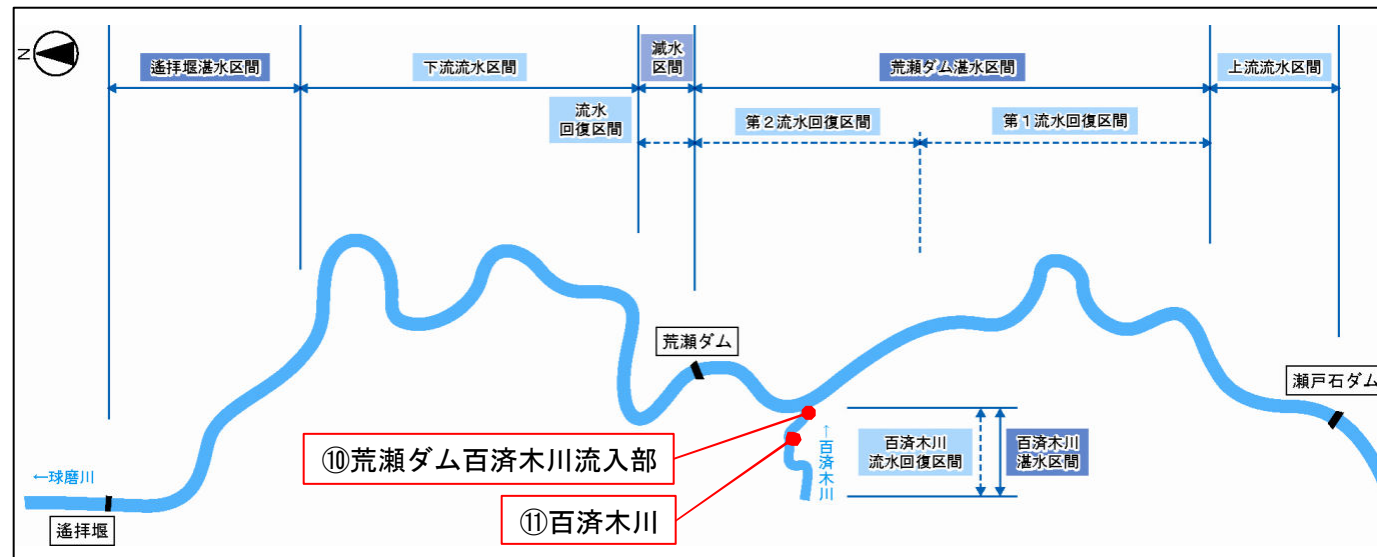 N
遙拝堰湛水区間
下流流水区間
減水
区間
荒瀬ダム湛水区間
上流流水区間
流水
回復区間
第2流水回復区間
第1流水回復区間
荒瀬ダム
瀬戸石ダム
⑩荒瀬ダム百済木川流入部
⑪百済木川
↑百済木川
百済木川
流水回復区間
百済木川
湛水区間
←球磨川
遙拝堰